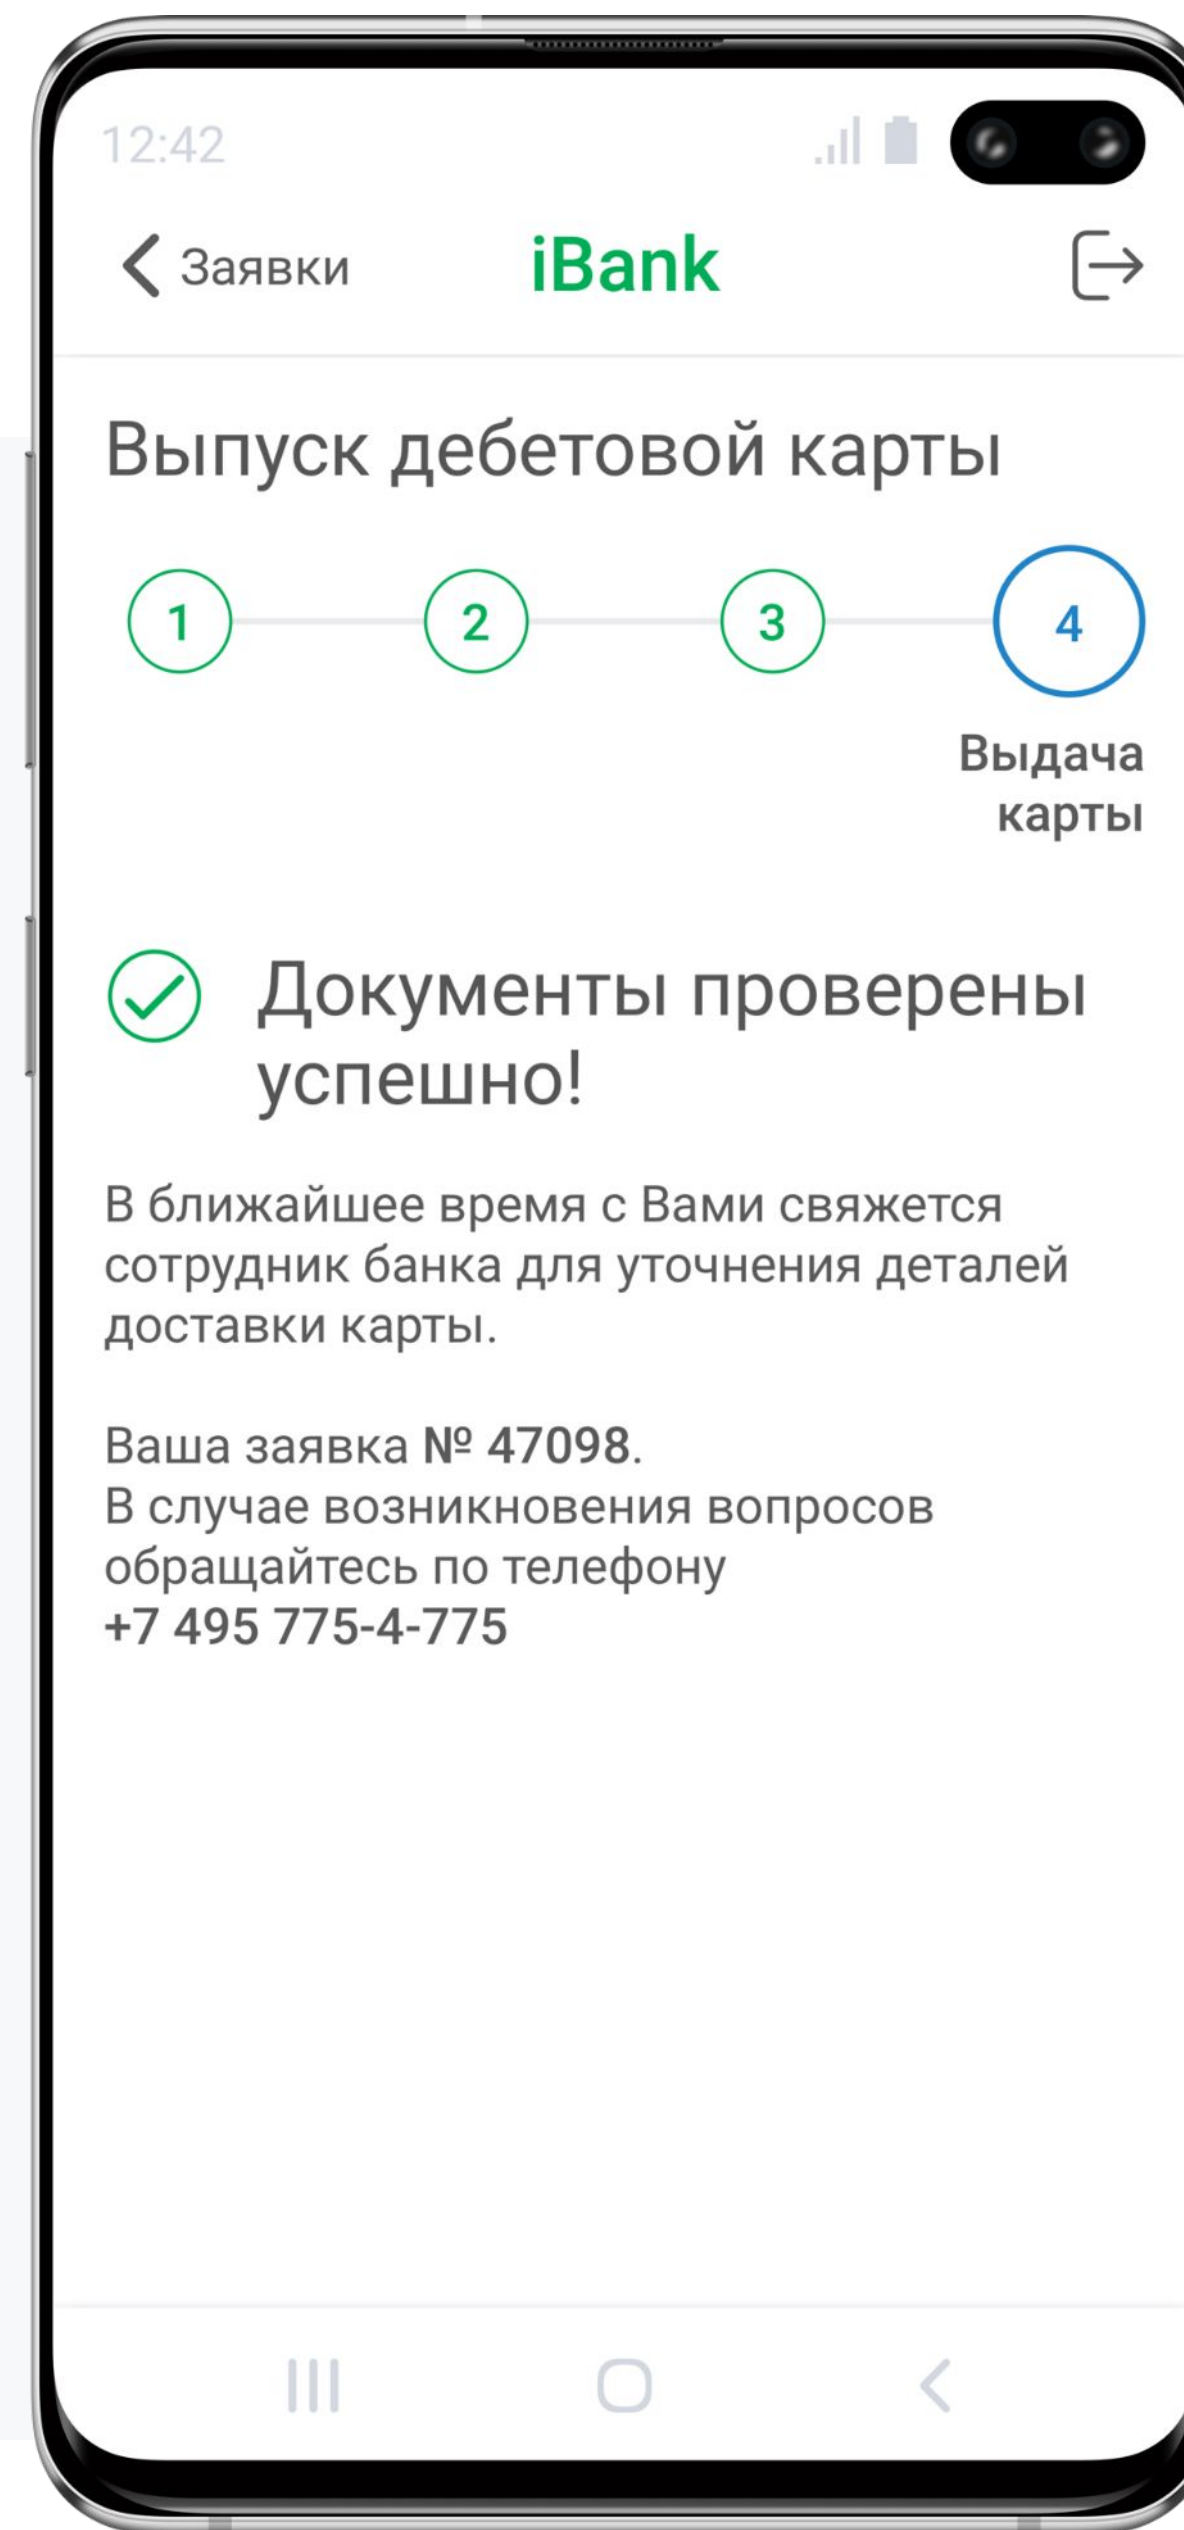 12:42
Заявки
iBank
Выпуск дебетовой карты
1
2
3
4
Выдача
карты
Документы проверены
успешно!
В ближайшее время с Вами свяжется
сотрудник банка для уточнения деталей
доставки карты.
Ваша заявка № 47098.
В случае возникновения вопросов
обращайтесь по телефону
+7 495 775-4-775